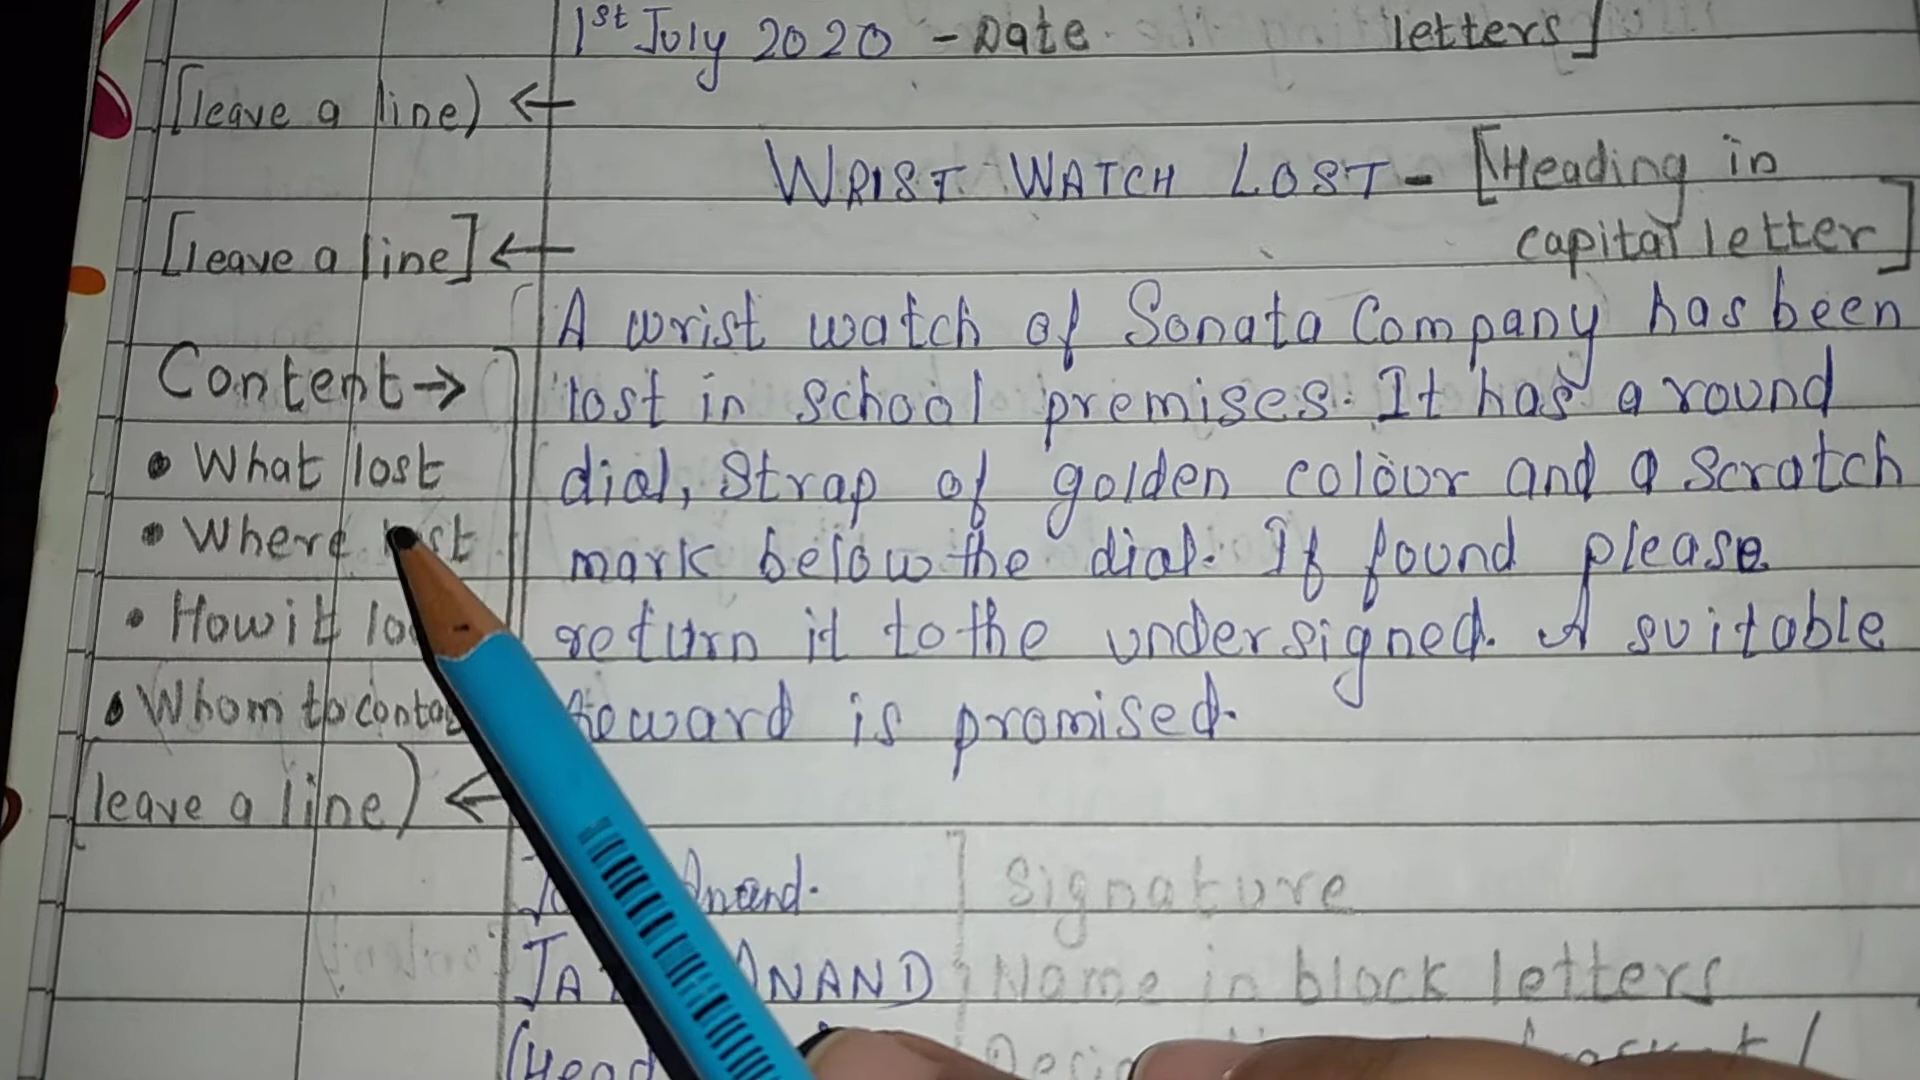 1st July 2020 - Date. letters]
[leave a line) ←
WRIST WATCH LOST - [Heading in
capital letter]
[leave a line] ←
A wrist watch of Sonata Company has been
Content →
lost in school premises. It has a round
• What lost
dial, strap of golden colour and a scratch
• Where
mark below the dial. If found please
• How it
return it to the undersigned. A suitable
• Whom to
reward is promised.
(leave a line) ←
Anand. ] Signature
ANAND } Name in block letters
(Head